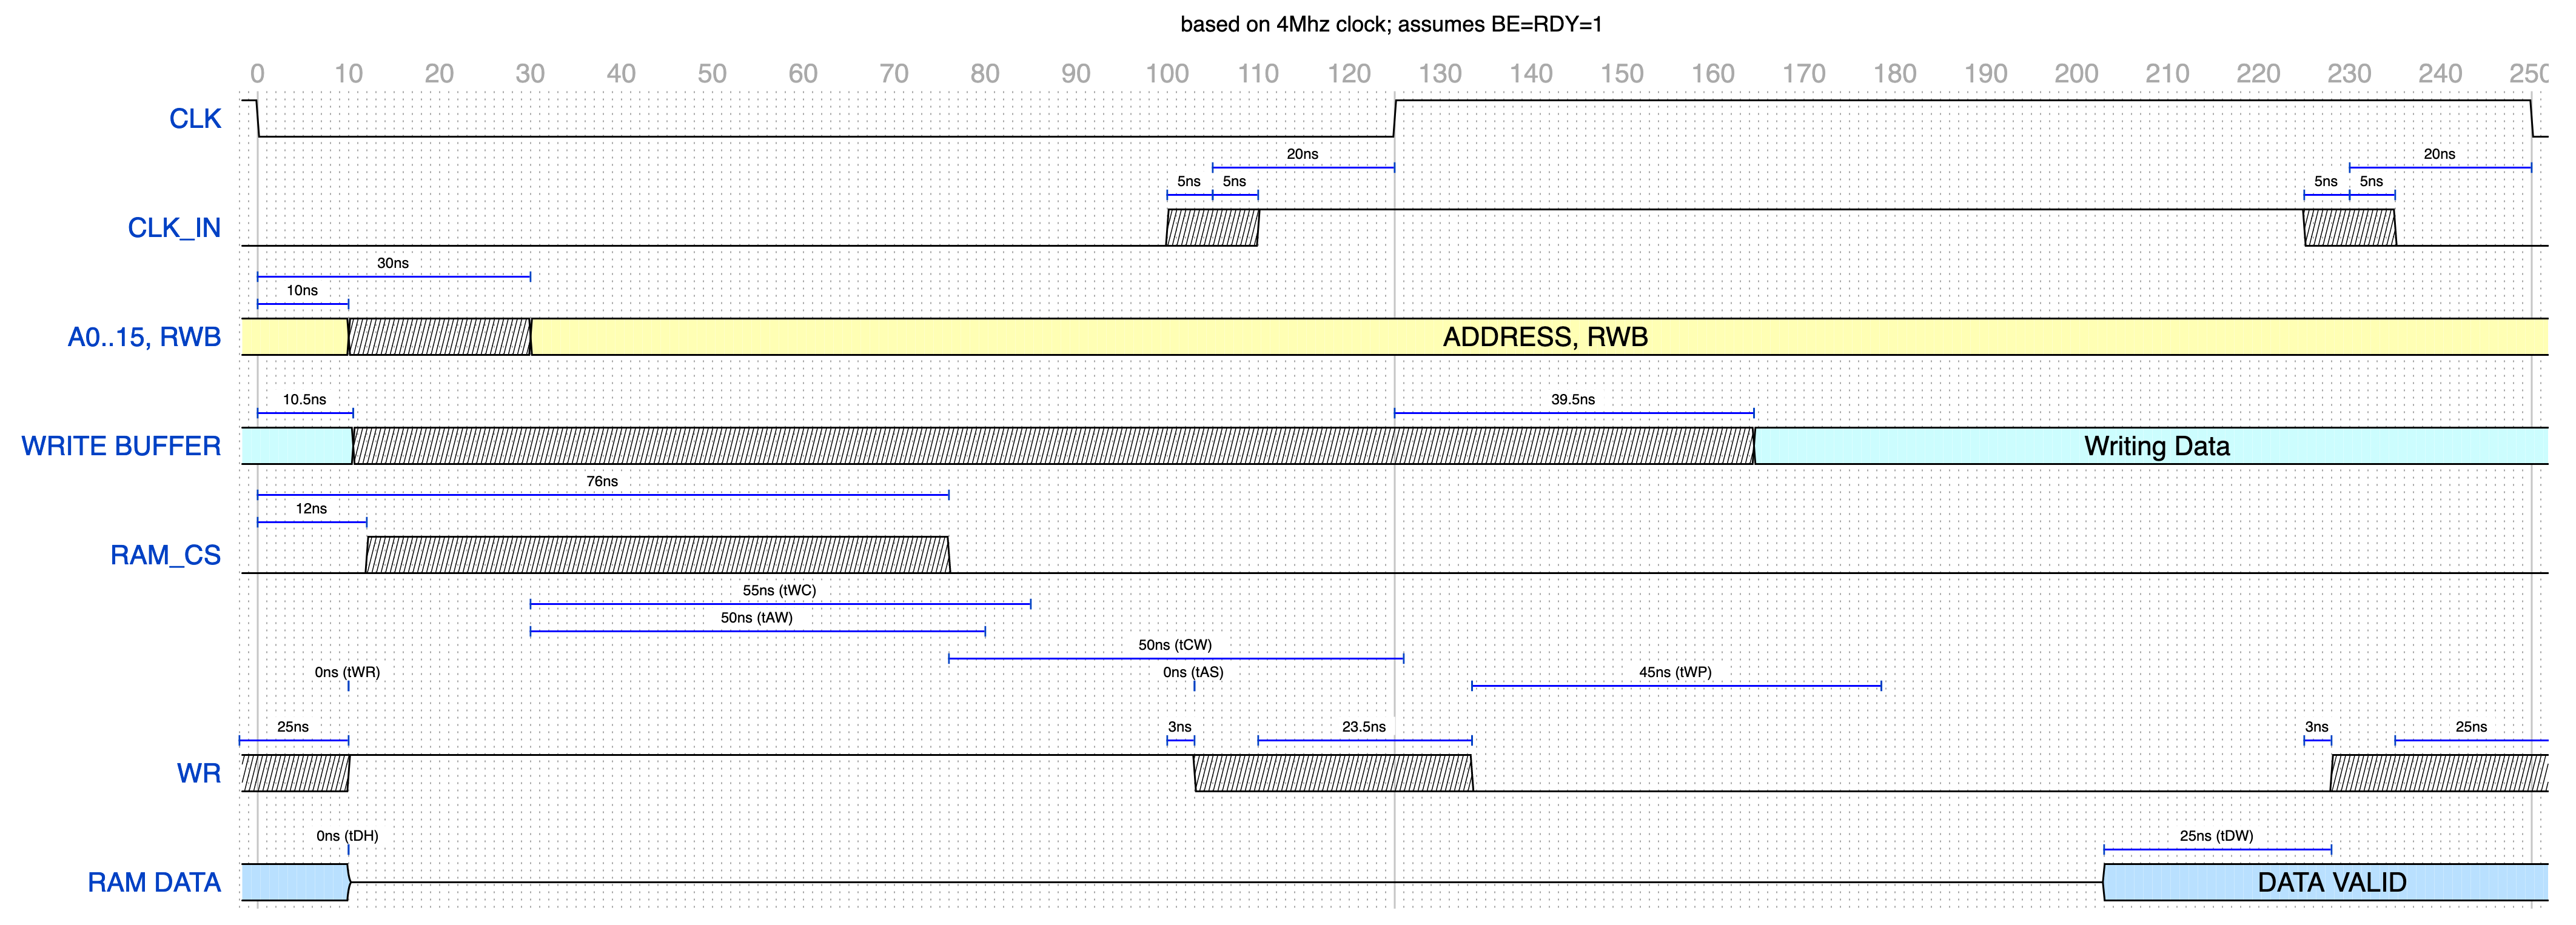 based on 4Mhz clock; assumes BE=RDY=1
0 10 20 30 40 50 60 70 80 90 100 110 120 130 140 150 160 170 180 190 200 210 220 230 240 250
CLK
20ns 20ns
5ns 5ns 5ns 5ns
CLK_IN
30ns
10ns
A0..15, RWB ADDRESS, RWB
10.5ns 39.5ns
WRITE BUFFER Writing Data
76ns
12ns
RAM_CS
55ns (tWC)
50ns (tAW)
50ns (tCW)
0ns (tWR) 0ns (tAS) 45ns (tWP)
25ns 3ns 23.5ns 3ns 25ns
WR
0ns (tDH) 25ns (tDW)
RAM DATA DATA VALID